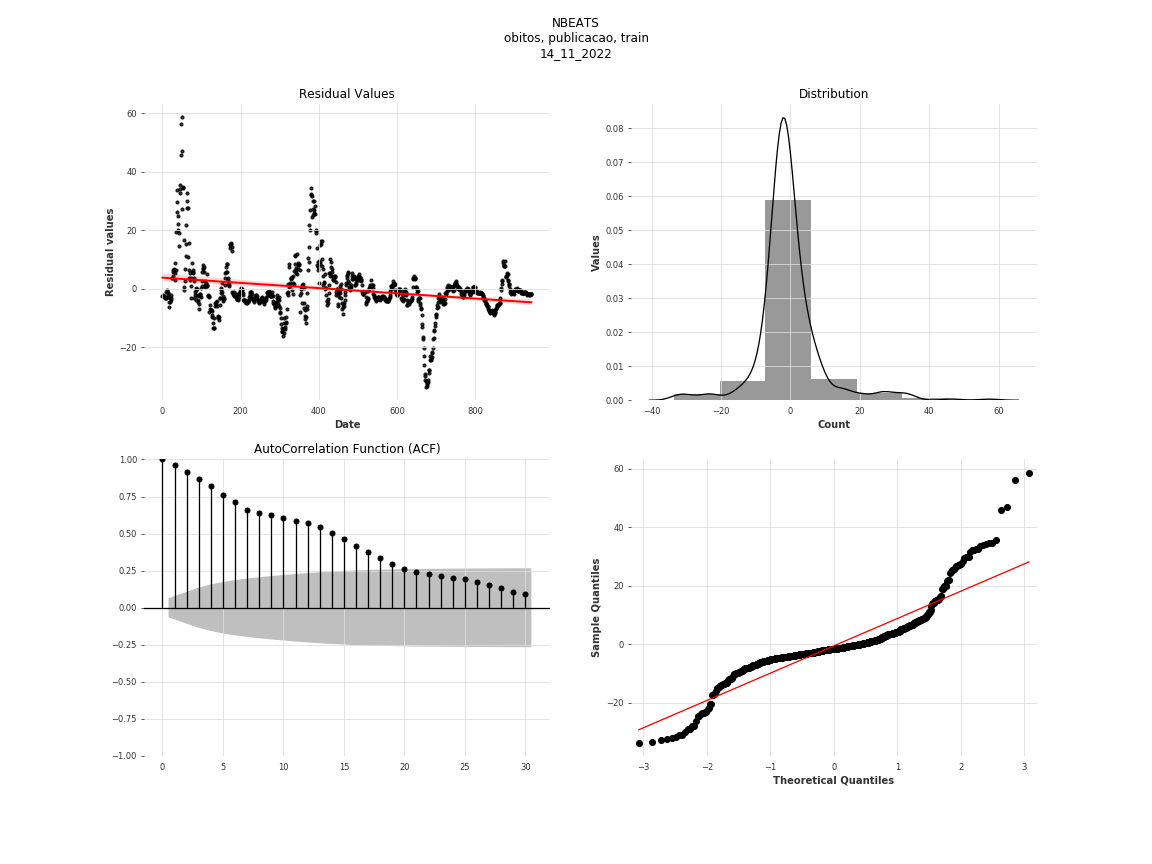 NBEATS
obitos, publicacao, train
14_11_2022
Residual Values
Residual values
60
40
20
0
−20
0 200 400 600 800
Date
Distribution
Values
0.08
0.07
0.06
0.05
0.04
0.03
0.02
0.01
0.00
−40 −20 0 20 40 60
Count
AutoCorrelation Function (ACF)
1.00
0.75
0.50
0.25
0.00
−0.25
−0.50
−0.75
−1.00
0 5 10 15 20 25 30
Sample Quantiles
60
40
20
0
−20
−3 −2 −1 0 1 2 3
Theoretical Quantiles